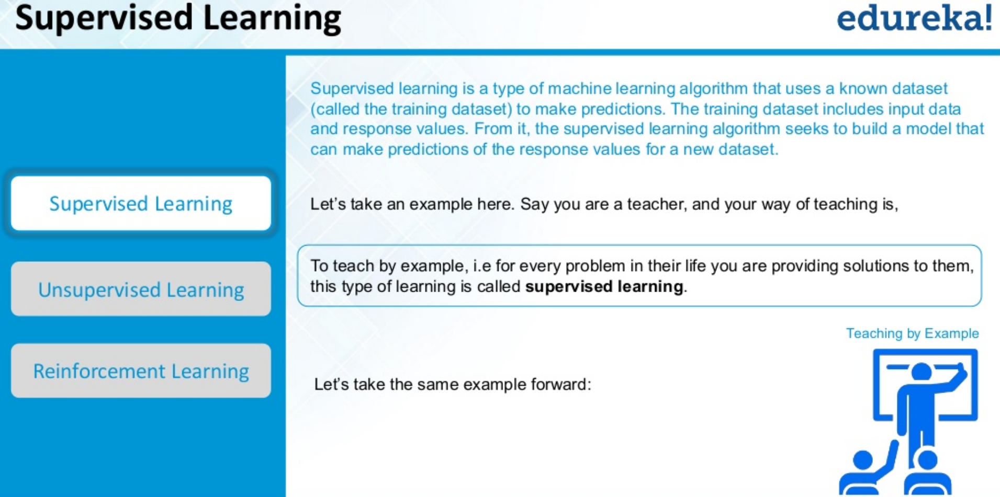 Supervised Learning
edureka!
Supervised Learning
Unsupervised Learning
Reinforcement Learning
Supervised learning is a type of machine learning algorithm that uses a known dataset
(called the training dataset) to make predictions. The training dataset includes input data
and response values. From it, the supervised learning algorithm seeks to build a model that
can make predictions of the response values for a new dataset.
Let's take an example here. Say you are a teacher, and your way of teaching is,
To teach by example, i.e for every problem in their life you are providing solutions to them,
this type of learning is called supervised learning.
Teaching by Example
Let's take the same example forward: